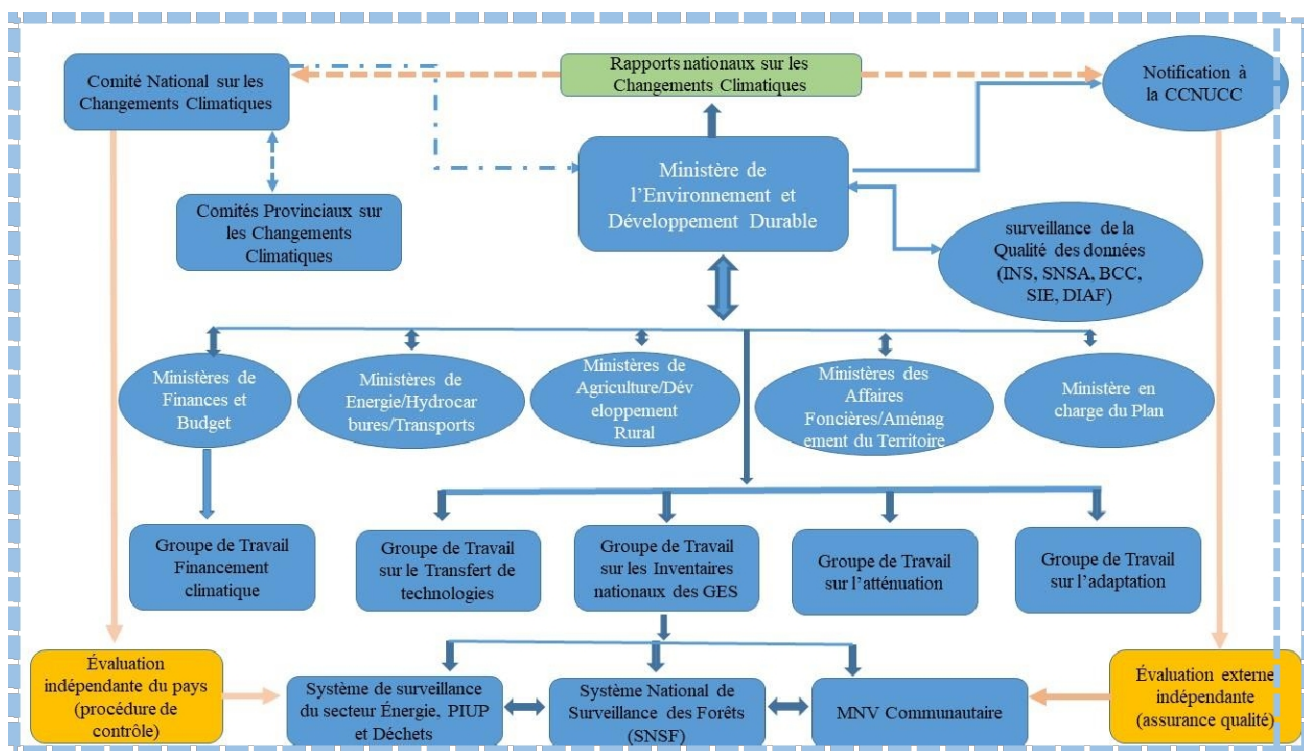 Comité National sur les
Changements Climatiques
Rapports nationaux sur les
Changements Climatiques
Notification à
la CCNUCC
Ministère de
l'Environnement et
Développement Durable
Comités Provinciaux sur
les Changements
Climatiques
surveillance de la
Qualité des données
(INS, SNSA, BCC,
SIE, DIAF)
Ministères de
Finances et
Budget
Ministères de
Energie/Hydrocar
bures/Transports
Ministères de
Agriculture/Dév
eloppement
Rural
Ministères des
Affaires
Foncières/Aménag
ement du Territoire
Ministère en
charge du Plan
Groupe de Travail
Financement
climatique
Groupe de Travail
sur le Transfert de
technologies
Groupe de Travail
sur les Inventaires
nationaux des GES
Groupe de Travail
sur l'atténuation
Groupe de Travail
sur l'adaptation
Évaluation
indépendante du pays
(procédure de
contrôle)
Système de surveillance
du secteur Énergie, PIUP
et Déchets
Système National de
Surveillance des Forêts
(SNSF)
MNV Communautaire
Évaluation externe
indépendante
(assurance qualité)